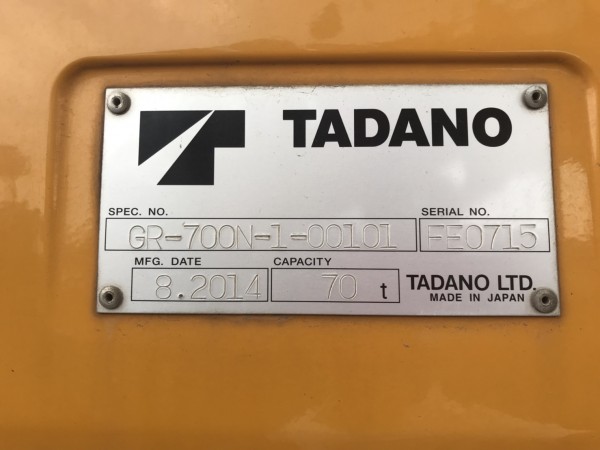 TADANO
SPEC. NO. SERIAL NO.
GR-700N-1-00101 FE0715
MFG. DATE CAPACITY
8.2014 70 t TADANO LTD.
MADE IN JAPAN